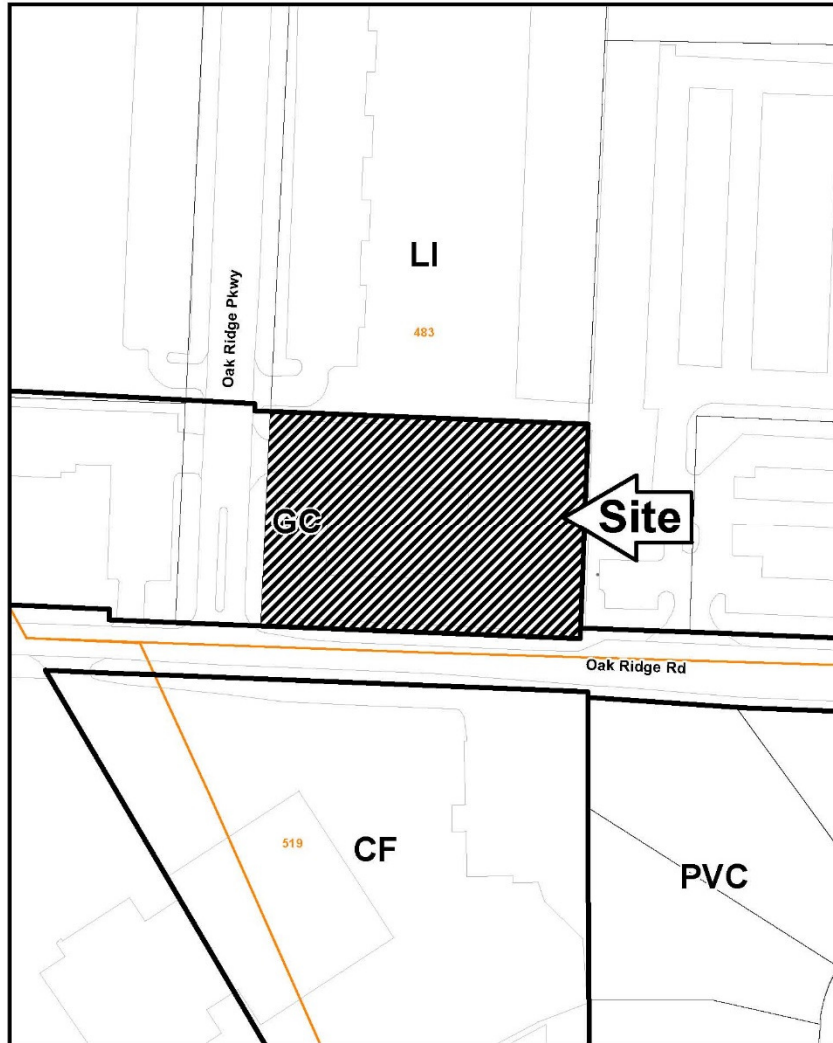 LI
Oak Ridge Pkwy
483
GC
Site
Oak Ridge Rd
519
CF
PVC